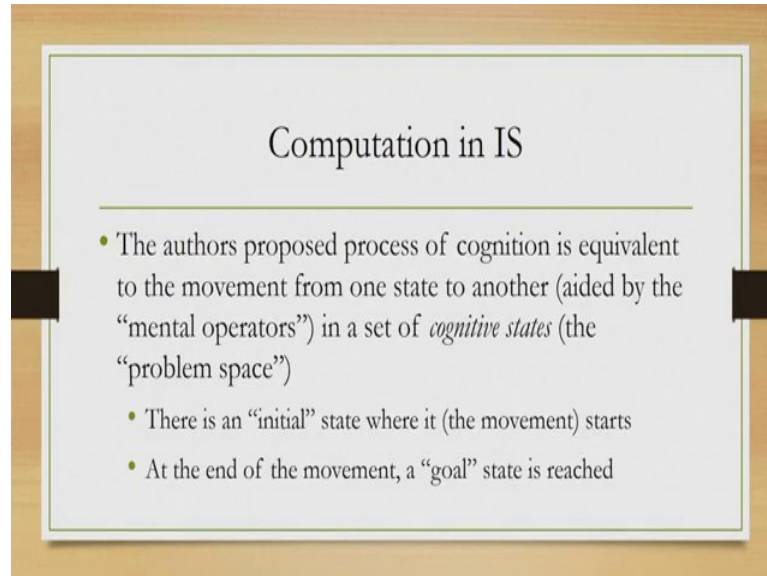 Computation in IS
• The authors proposed process of cognition is equivalent
to the movement from one state to another (aided by the
“mental operators”) in a set of cognitive states (the
“problem space”)
• There is an “initial” state where it (the movement) starts
• At the end of the movement, a “goal” state is reached